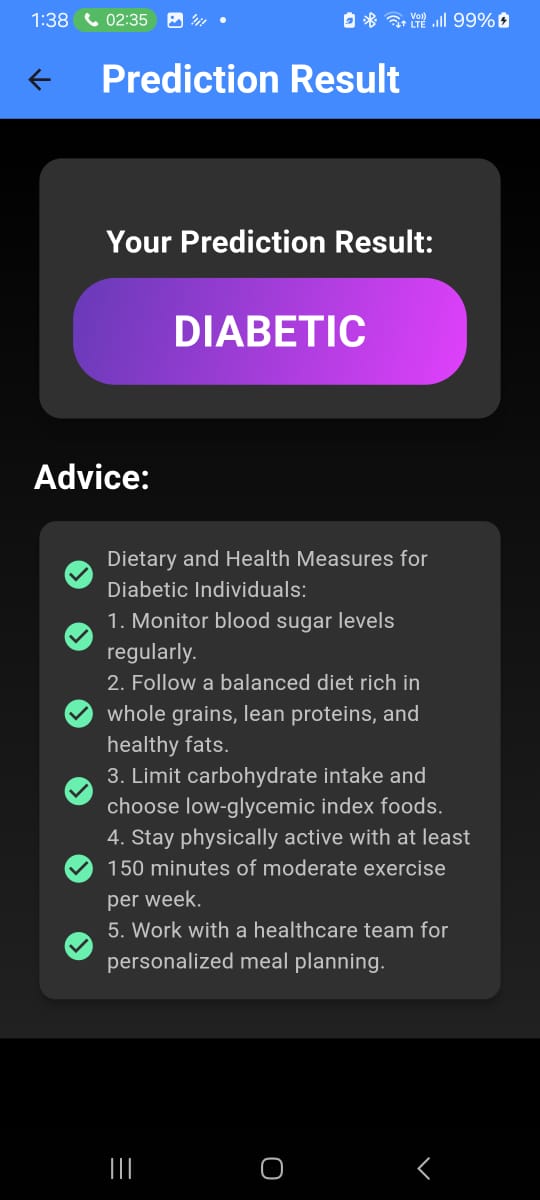 1:38 02:35 Vo)) LTE 99%
Prediction Result
Your Prediction Result:
DIABETIC
Advice:
Dietary and Health Measures for
Diabetic Individuals:
1. Monitor blood sugar levels
regularly.
2. Follow a balanced diet rich in
whole grains, lean proteins, and
healthy fats.
3. Limit carbohydrate intake and
choose low-glycemic index foods.
4. Stay physically active with at least
150 minutes of moderate exercise
per week.
5. Work with a healthcare team for
personalized meal planning.